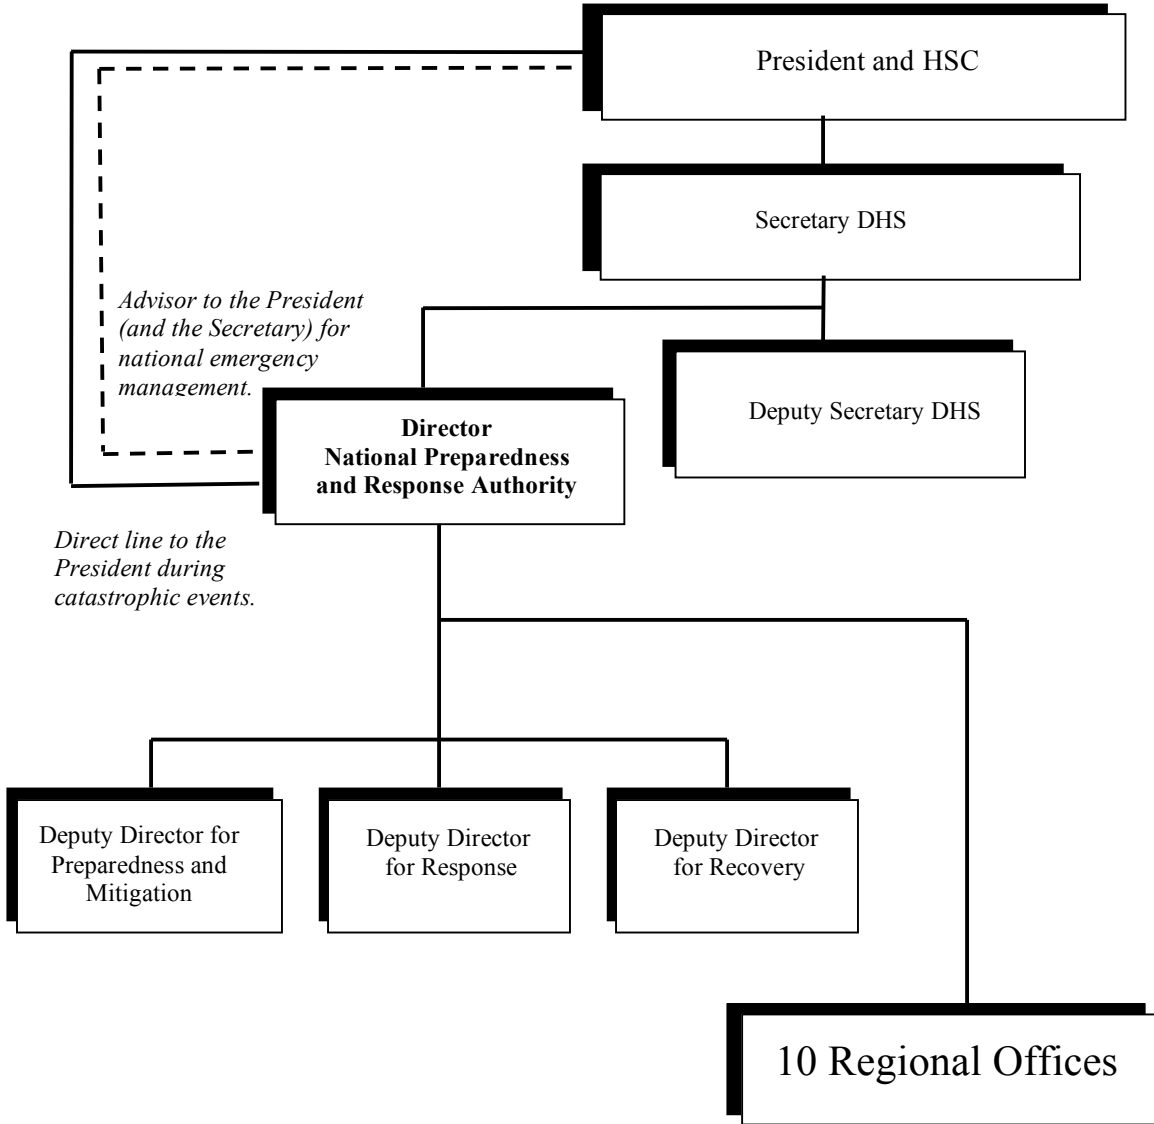 President and HSC
Secretary DHS
Advisor to the President
(and the Secretary) for
national emergency
management.
Deputy Secretary DHS
Director
National Preparedness
and Response Authority
Direct line to the
President during
catastrophic events.
Deputy Director for
Preparedness and
Mitigation
Deputy Director
for Response
Deputy Director
for Recovery
10 Regional Offices